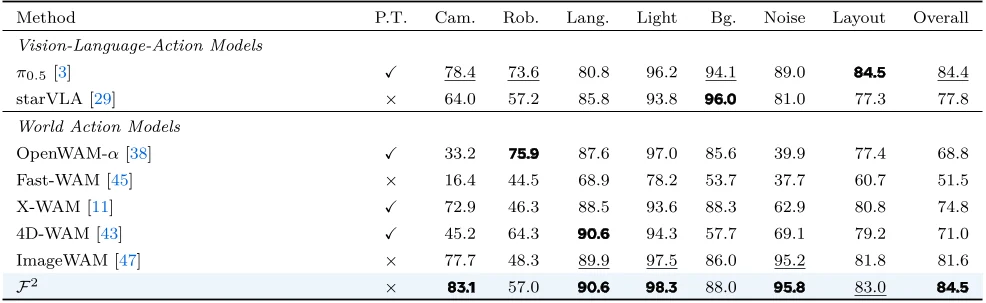 Method P.T. Cam. Rob. Lang. Light Bg. Noise Layout Overall
Vision-Language-Action Models
π0.5 [3] ✓ 78.4 73.6 80.8 96.2 94.1 89.0 84.5 84.4
starVLA [29] × 64.0 57.2 85.8 93.8 96.0 81.0 77.3 77.8
World Action Models
OpenWAM-α [38] ✓ 33.2 75.9 87.6 97.0 85.6 39.9 77.4 68.8
Fast-WAM [45] × 16.4 44.5 68.9 78.2 53.7 37.7 60.7 51.5
X-WAM [11] ✓ 72.9 46.3 88.5 93.6 88.3 62.9 80.8 74.8
4D-WAM [43] ✓ 45.2 64.3 90.6 94.3 57.7 69.1 79.2 71.0
ImageWAM [47] × 77.7 48.3 89.9 97.5 86.0 95.2 81.8 81.6
ℱ² × 83.1 57.0 90.6 98.3 88.0 95.8 83.0 84.5